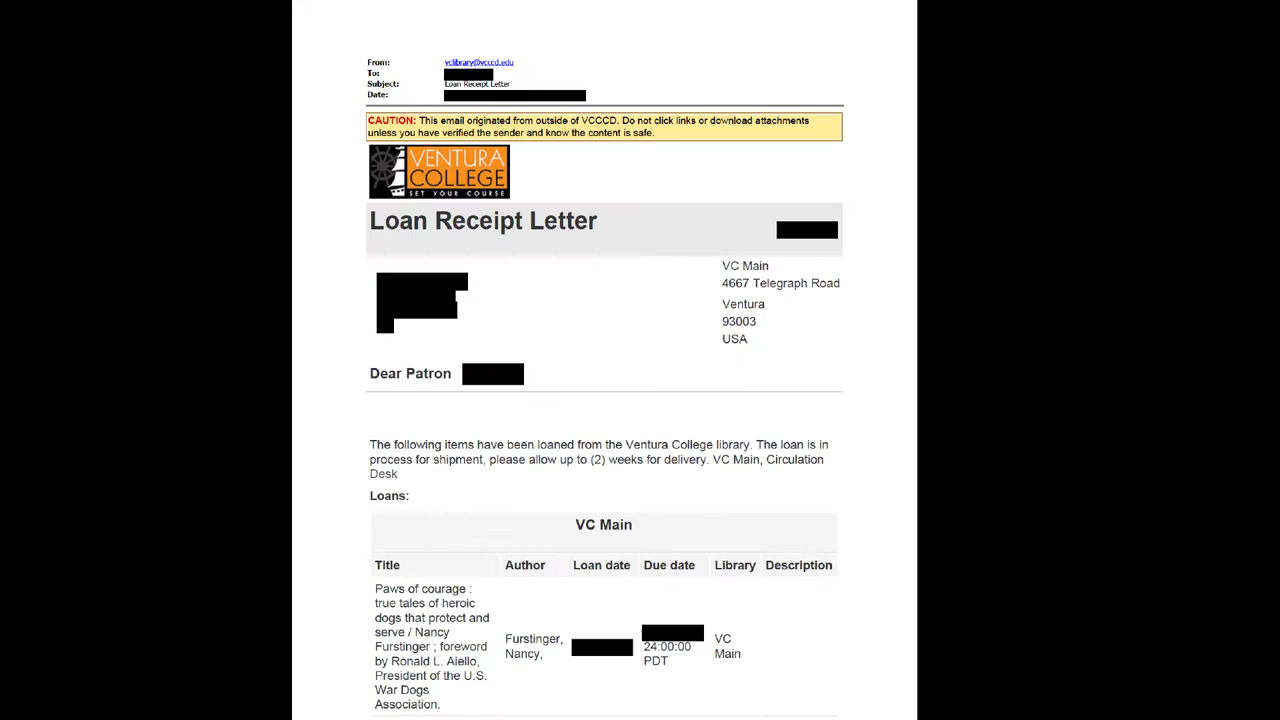 From: vclibrary@vcccd.edu
To:
Subject: Loan Receipt Letter
Date:
CAUTION: This email originated from outside of VCCCD. Do not click links or download attachments
unless you have verified the sender and know the content is safe.
VENTURA
COLLEGE
SET YOUR COURSE
Loan Receipt Letter
VC Main
4667 Telegraph Road
Ventura
93003
USA
Dear Patron
The following items have been loaned from the Ventura College library. The loan is in
process for shipment, please allow up to (2) weeks for delivery. VC Main, Circulation
Desk
Loans:
VC Main
Title Author Loan date Due date Library Description
Paws of courage :
true tales of heroic
dogs that protect and
serve / Nancy
Furstinger ; foreword
by Ronald L. Aiello,
President of the U.S.
War Dogs
Association.
Furstinger,
Nancy,
24:00:00
PDT
VC
Main